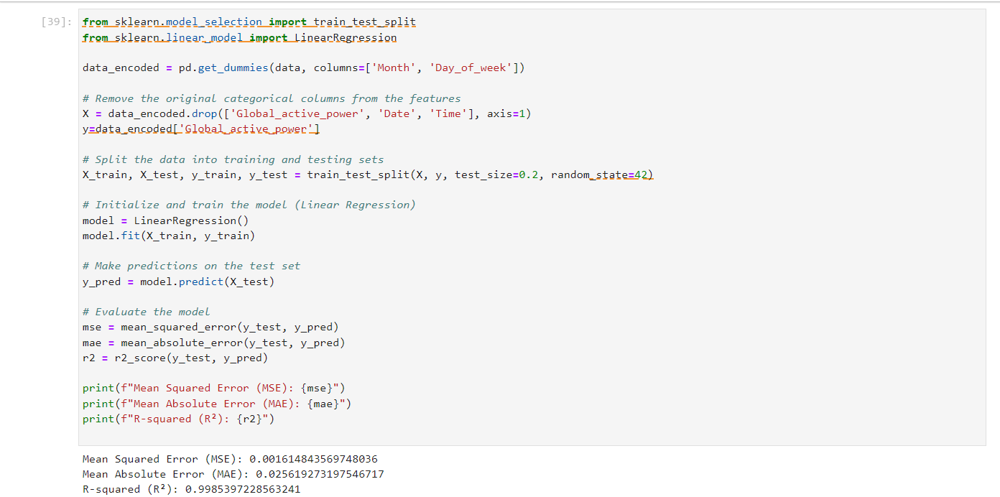 [39]: from sklearn.model_selection import train_test_split
from sklearn.linear_model import LinearRegression
data_encoded = pd.get_dummies(data, columns=['Month', 'Day_of_week'])
# Remove the original categorical columns from the features
X = data_encoded.drop(['Global_active_power', 'Date', 'Time'], axis=1)
y=data_encoded['Global_active_power']
# Split the data into training and testing sets
X_train, X_test, y_train, y_test = train_test_split(X, y, test_size=0.2, random_state=42)
# Initialize and train the model (Linear Regression)
model = LinearRegression()
model.fit(X_train, y_train)
# Make predictions on the test set
y_pred = model.predict(X_test)
# Evaluate the model
mse = mean_squared_error(y_test, y_pred)
mae = mean_absolute_error(y_test, y_pred)
r2 = r2_score(y_test, y_pred)
print(f"Mean Squared Error (MSE): {mse}")
print(f"Mean Absolute Error (MAE): {mae}")
print(f"R-squared (R²): {r2}")
Mean Squared Error (MSE): 0.001614843569748036
Mean Absolute Error (MAE): 0.025619273197546717
R-squared (R²): 0.9985397228563241